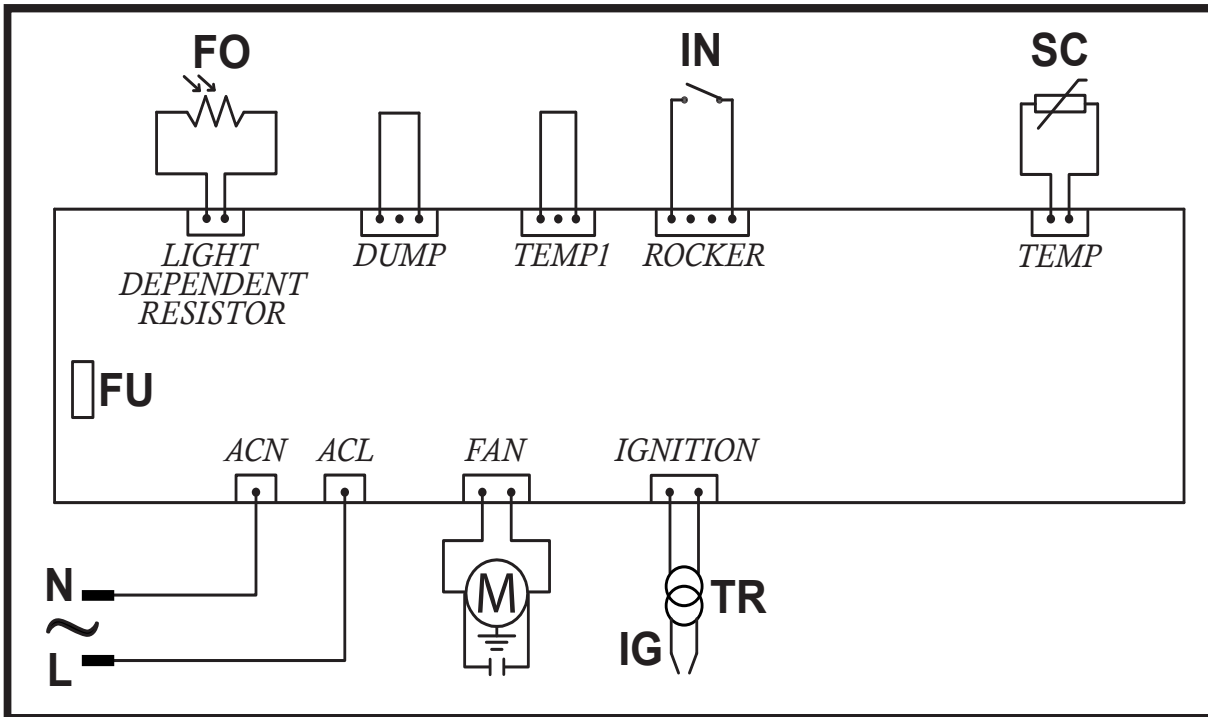 FO
IN
SC
LIGHT
DEPENDENT
RESISTOR
DUMP
TEMP1
ROCKER
TEMP
FU
ACN
ACL
FAN
IGNITION
N
~
L
M
TR
IG